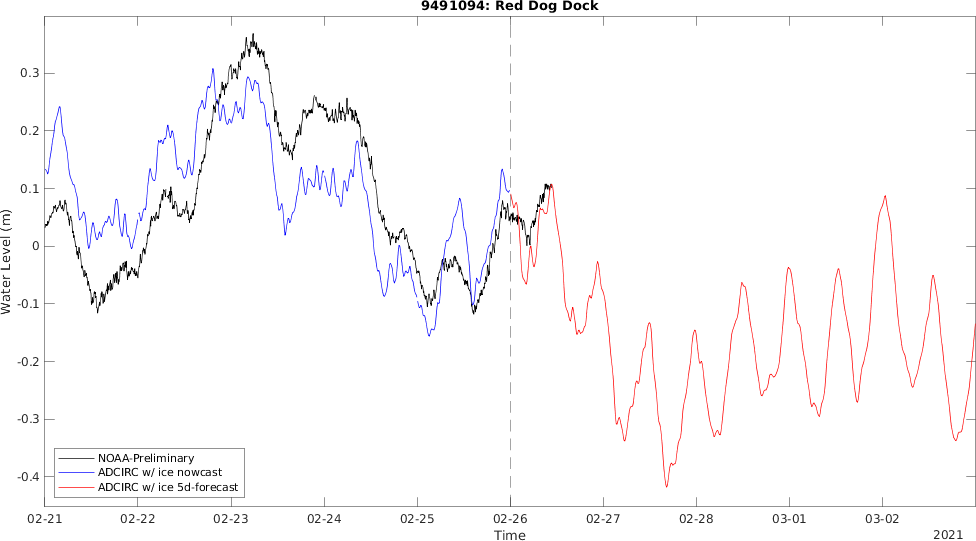 9491094: Red Dog Dock
Water Level (m)
0.3
0.2
0.1
0
-0.1
-0.2
-0.3
-0.4
NOAA-Preliminary
ADCIRC w/ ice nowcast
ADCIRC w/ ice 5d-forecast
02-21 02-22 02-23 02-24 02-25 02-26 02-27 02-28 03-01 03-02
Time
2021